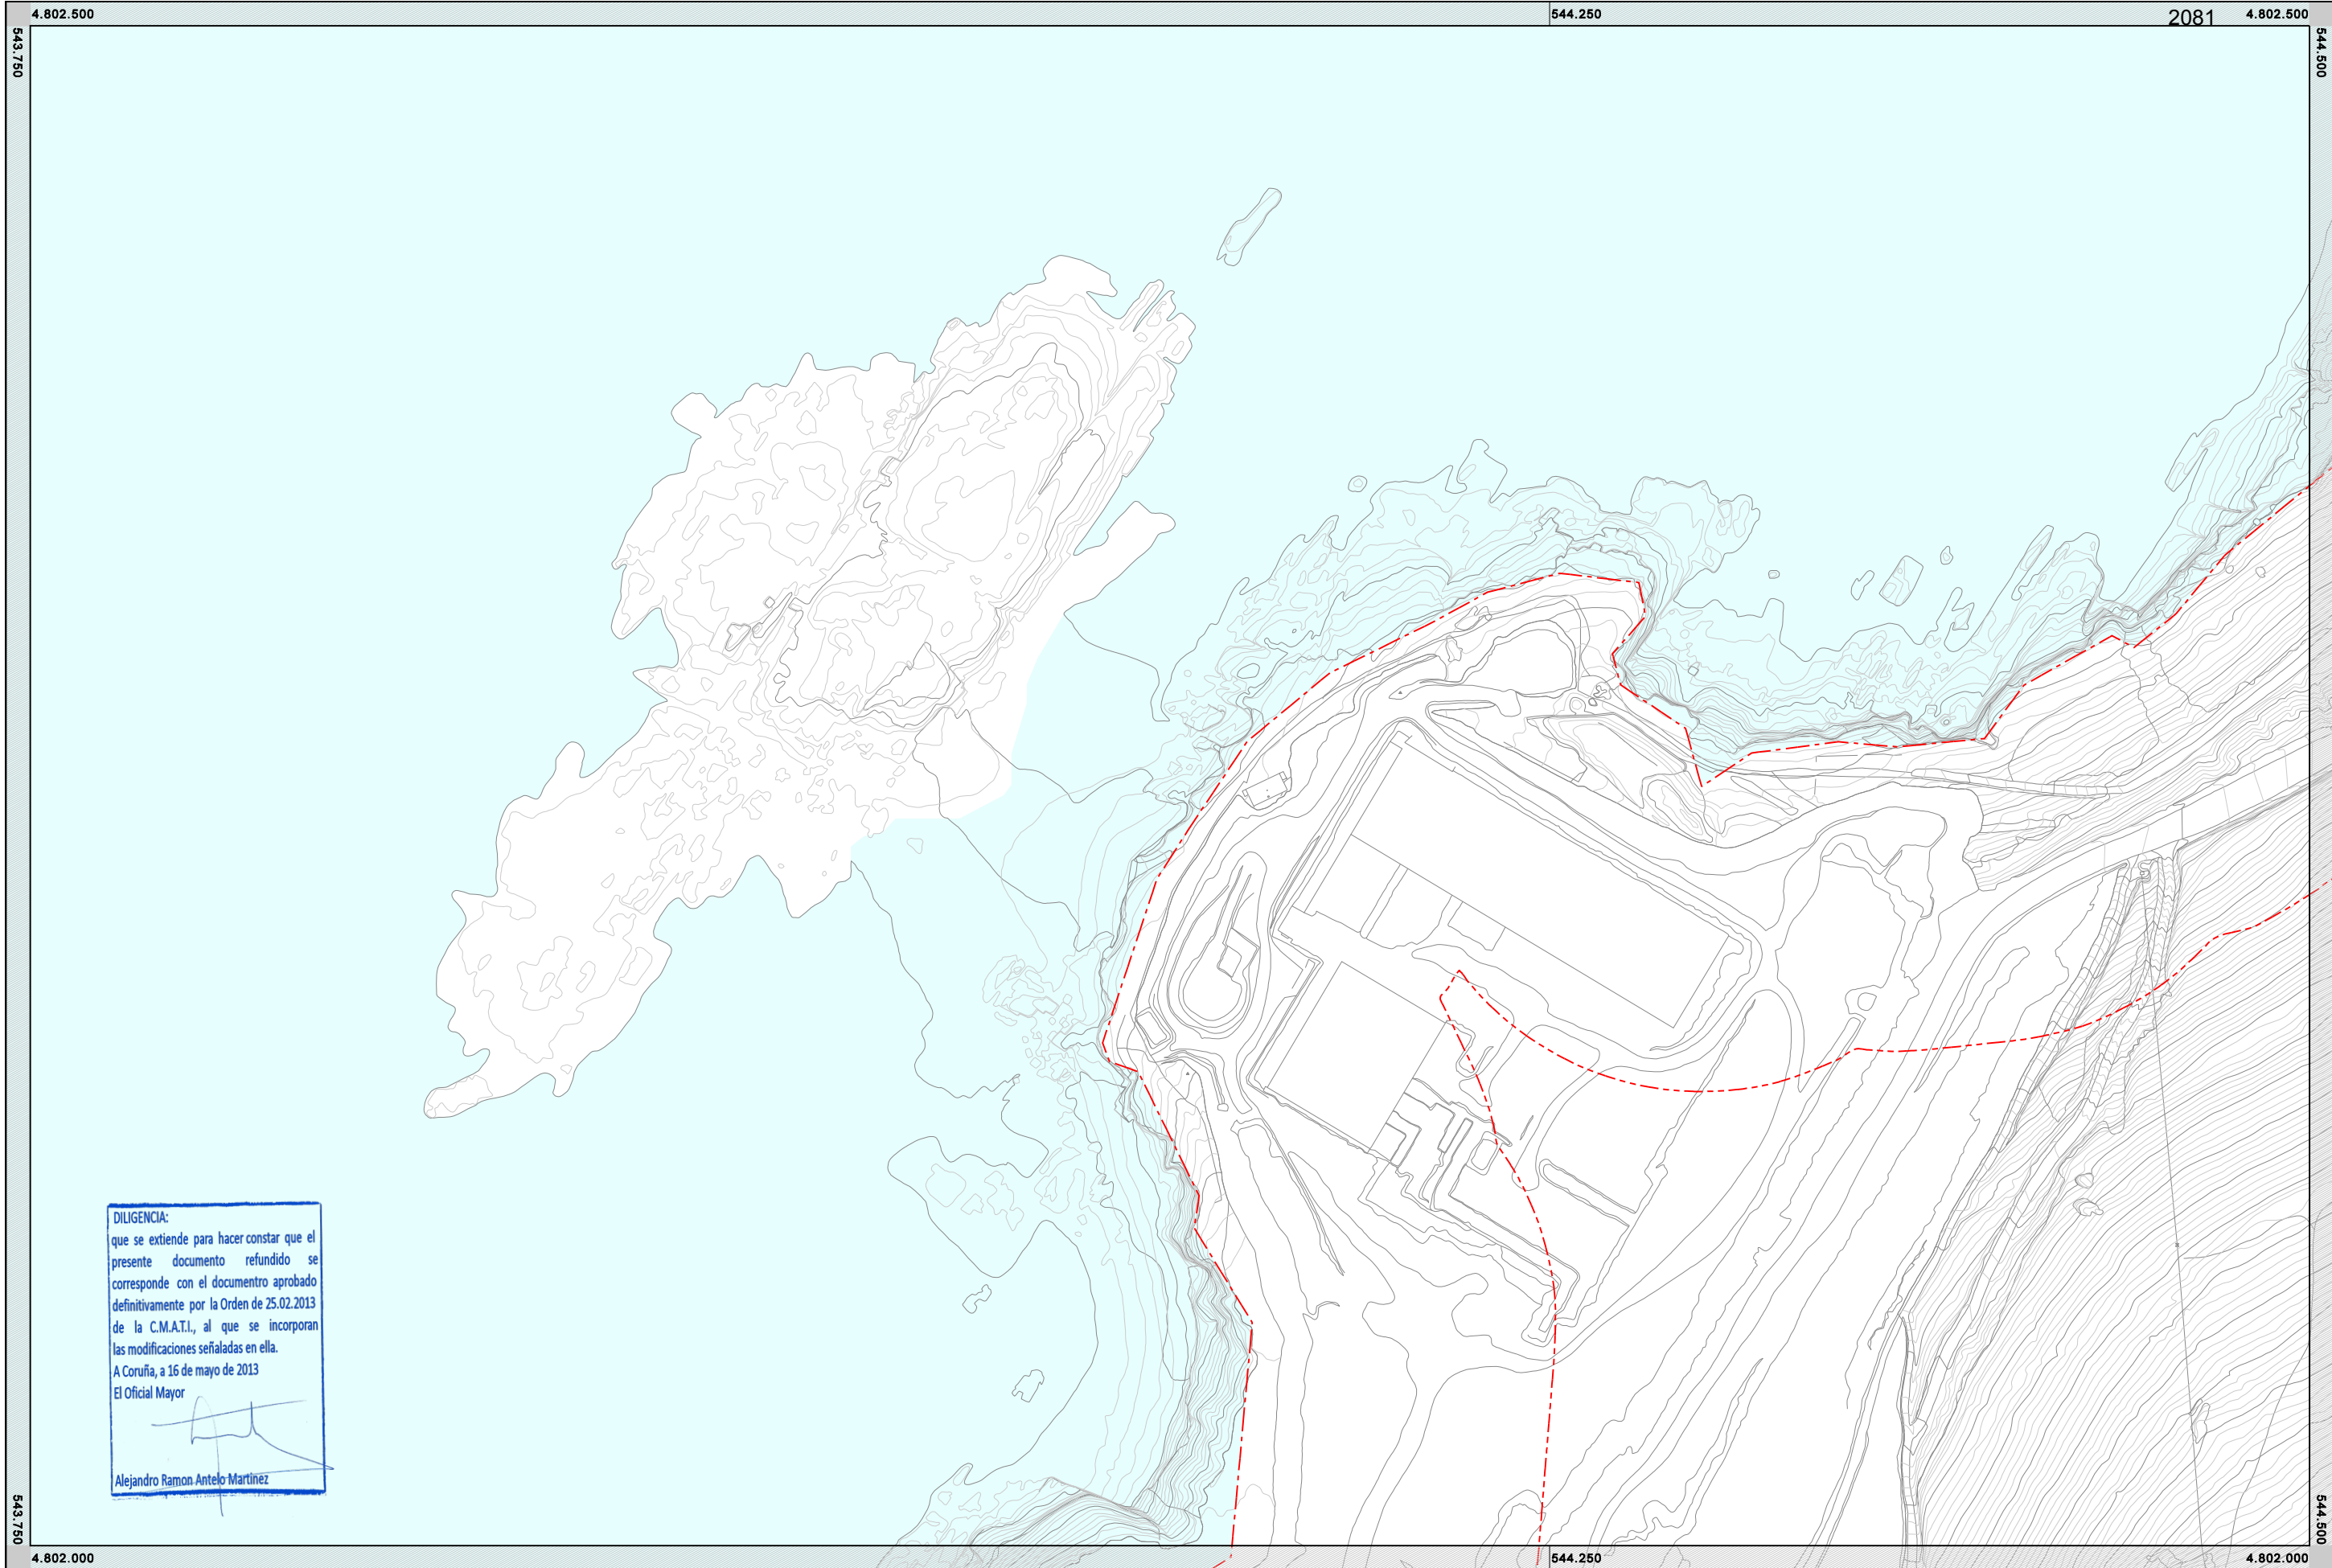 4.802.500
544.250
2081
4.802.500
543.750
544.500
DILIGENCIA:
que se extiende para hacer constar que el
presente documento refundido se
corresponde con el documentro aprobado
definitivamente por la Orden de 25.02.2013
de la C.M.A.T.I., al que se incorporan
las modificaciones señaladas en ella.
A Coruña, a 16 de mayo de 2013
El Oficial Mayor
Alejandro Ramon Antelo Martinez
543.750
544.500
4.802.000
544.250
4.802.000